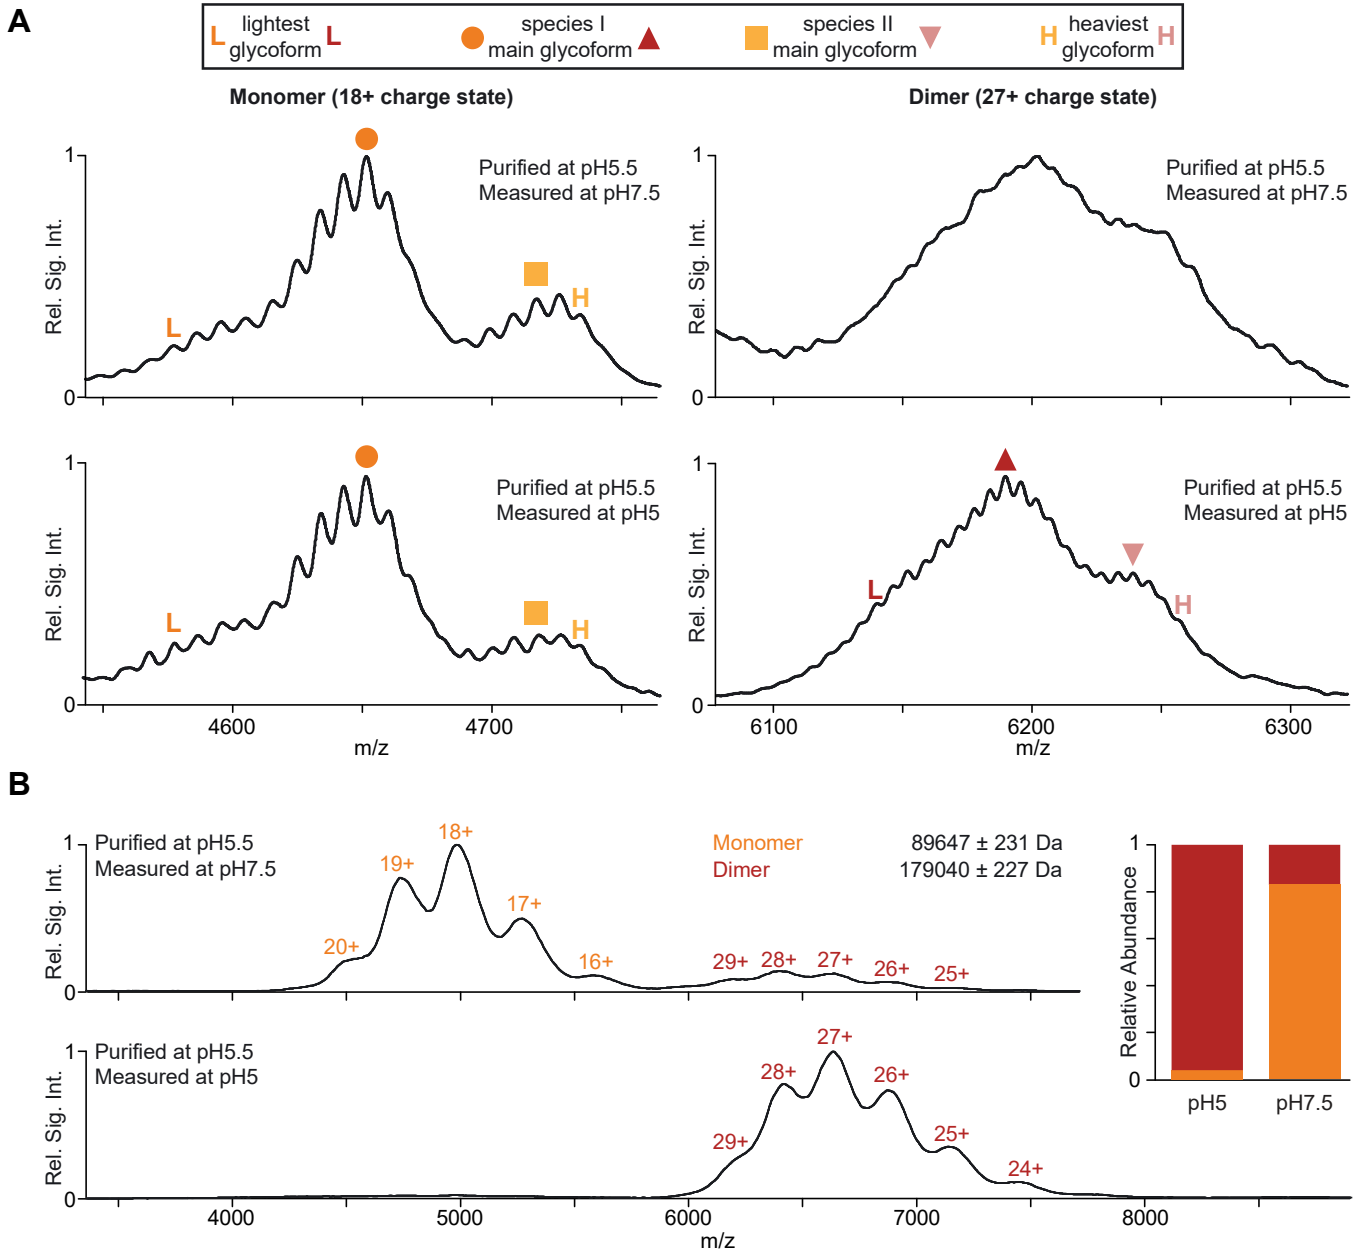 A
L lightest glycoform L
species I main glycoform
species II main glycoform
H heaviest glycoform H
Monomer (18+ charge state)
Dimer (27+ charge state)
1
Rel. Sig. Int.
0
Purified at pH5.5
Measured at pH7.5
L
H
1
Rel. Sig. Int.
0
Purified at pH5.5
Measured at pH7.5
1
Rel. Sig. Int.
0
Purified at pH5.5
Measured at pH5
L
H
4600 4700
m/z
1
Rel. Sig. Int.
0
Purified at pH5.5
Measured at pH5
L
H
6100 6200 6300
m/z
B
1
Rel. Sig. Int.
0
Purified at pH5.5
Measured at pH7.5
20+ 19+ 18+ 17+ 16+
29+ 28+ 27+ 26+ 25+
Monomer 89647 ± 231 Da
Dimer 179040 ± 227 Da
1
Relative Abundance
0
pH5 pH7.5
1
Rel. Sig. Int.
0
Purified at pH5.5
Measured at pH5
29+ 28+ 27+ 26+ 25+ 24+
4000 5000 6000 7000 8000
m/z